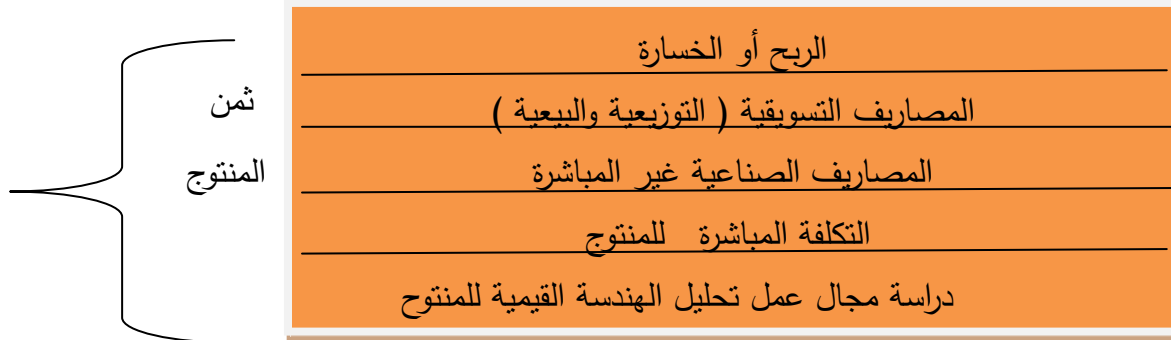 الربح أو الخسارة
المصاريف التسويقية ( التوزيعية والبيعية )
المصاريف الصناعية غير المباشرة
التكلفة المباشرة للمنتوج
دراسة مجال عمل تحليل الهندسة القيمية للمنتوح
ثمن
المنتوج